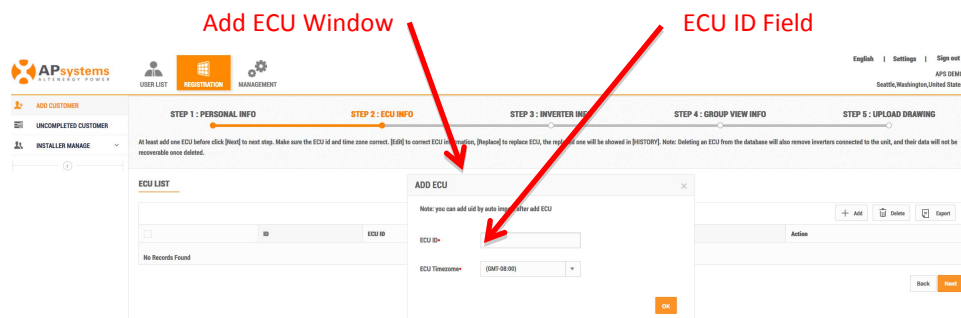 Add ECU Window
ECU ID Field
English | Settings | Sign out
APS DEMO
Seattle,Washington,United State
APsystems
ALTENERGY POWER
USER LIST
REGISTRATION
MANAGEMENT
ADD CUSTOMER
UNCOMPLETED CUSTOMER
INSTALLER MANAGE
STEP 1 : PERSONAL INFO
STEP 2 : ECU INFO
STEP 3 : INVERTER INFO
STEP 4 : GROUP VIEW INFO
STEP 5 : UPLOAD DRAWING
At least add one ECU before click [Next] to next step. Make sure the ECU id and time zone correct. [Edit] to correct ECU information, [Replace] to replace ECU, the replaced one will be showed in [HISTORY]. Note: Deleting an ECU from the database will also remove inverters connected to the unit, and their data will not be
recoverable once deleted.
ECU LIST
ADD ECU
Note: you can add uid by auto import after add ECU
+ Add
Delete
Export
ID
ECU ID
Action
No Records Found
ECU ID*
ECU Timezome*
(GMT-08:00)
OK
Back
Next